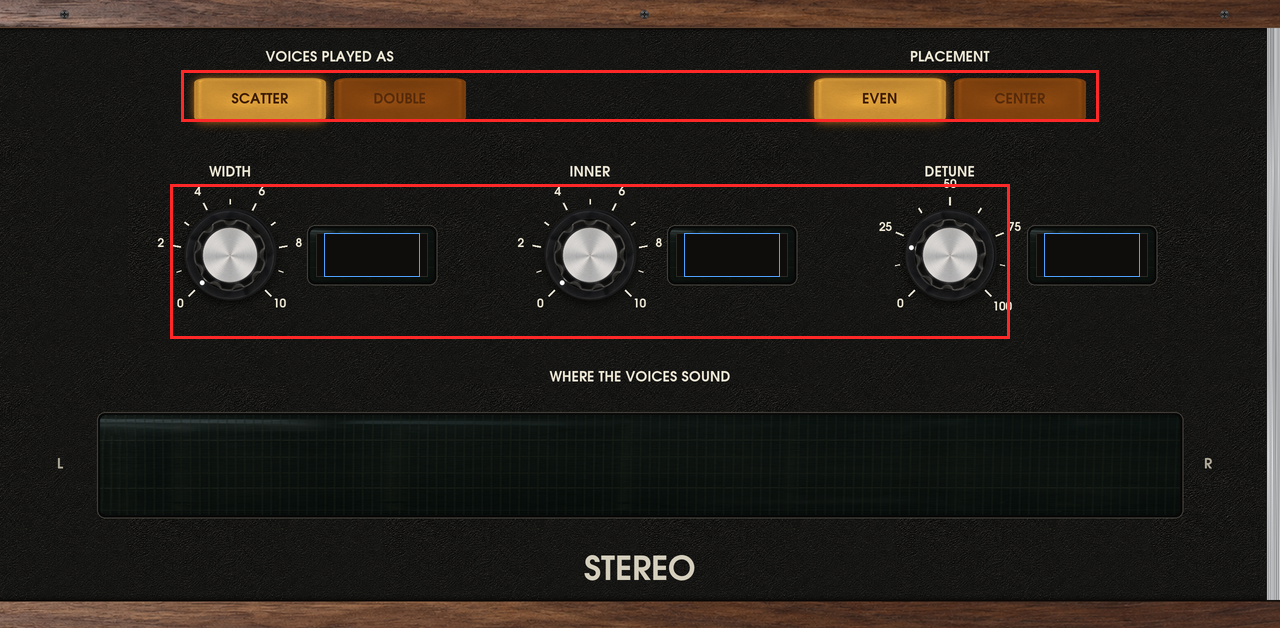 VOICES PLAYED AS PLACEMENT
SCATTER DOUBLE EVEN CENTER
WIDTH INNER DETUNE
4 6 4 6 50
2 8 2 8 25 75
0 10 0 10 0 100
WHERE THE VOICES SOUND
L R
STEREO